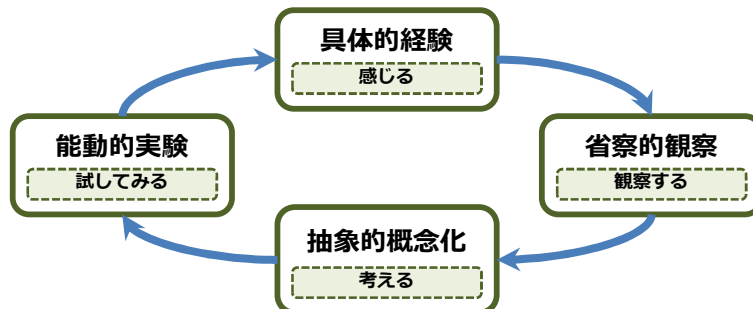 具体的経験
感じる
能動的実験
試してみる
省察的観察
観察する
抽象的概念化
考える